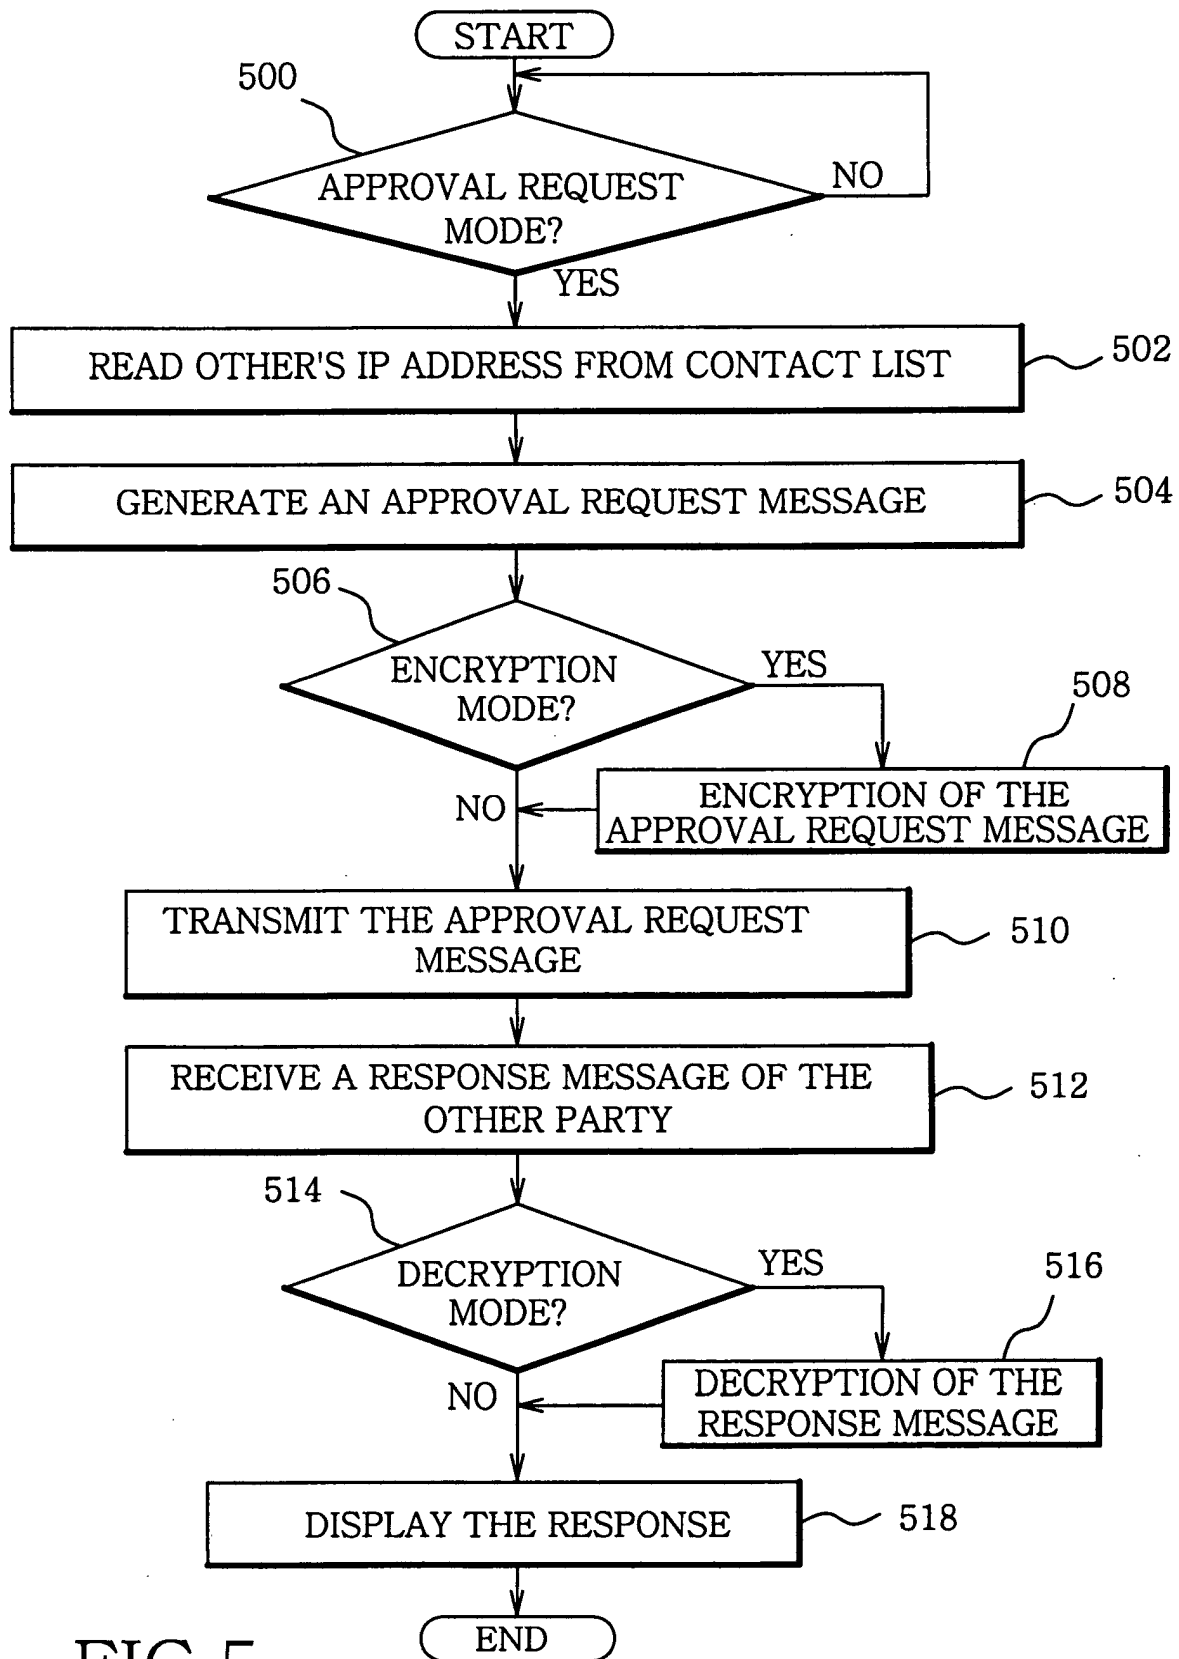 START
500
APPROVAL REQUEST
MODE?
NO
YES
READ OTHER'S IP ADDRESS FROM CONTACT LIST
502
GENERATE AN APPROVAL REQUEST MESSAGE
504
506
ENCRYPTION
MODE?
YES
508
NO
ENCRYPTION OF THE
APPROVAL REQUEST MESSAGE
TRANSMIT THE APPROVAL REQUEST
MESSAGE
510
RECEIVE A RESPONSE MESSAGE OF THE
OTHER PARTY
512
514
DECRYPTION
MODE?
YES
516
NO
DECRYPTION OF THE
RESPONSE MESSAGE
DISPLAY THE RESPONSE
518
END
FIG.5